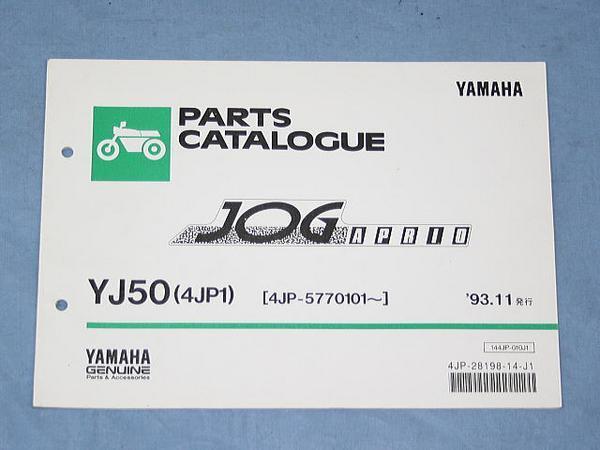 YAMAHA
PARTS
CATALOGUE
JOG APRIO
YJ50 (4JP1) [4JP-5770101～] '93.11 発行
144JP-010J1
YAMAHA
GENUINE
Parts & Accessories
4JP-28198-14-J1